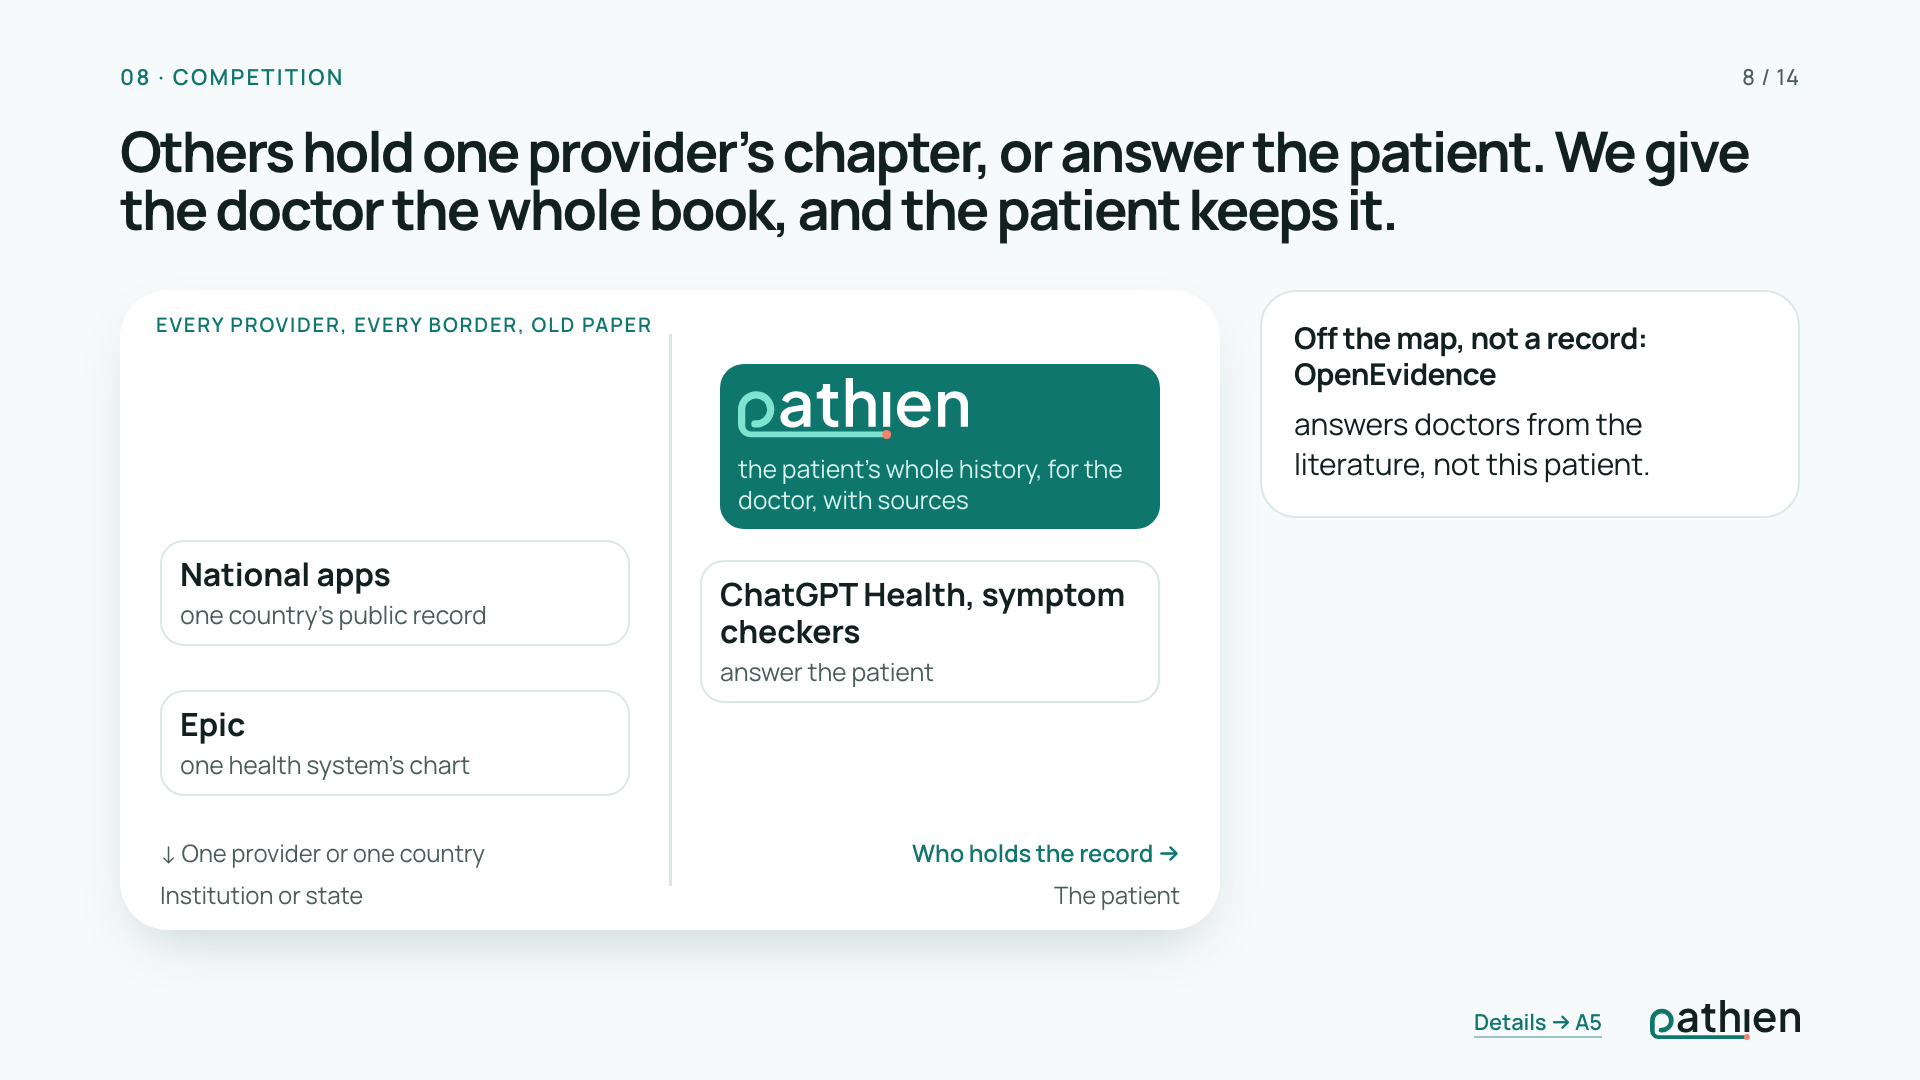 08 · COMPETITION
8 / 14
Others hold one provider’s chapter, or answer the patient. We give
the doctor the whole book, and the patient keeps it.
EVERY PROVIDER, EVERY BORDER, OLD PAPER
pathien
the patient’s whole history, for the
doctor, with sources
National apps
one country’s public record
ChatGPT Health, symptom
checkers
answer the patient
Epic
one health system’s chart
↓ One provider or one country
Who holds the record →
Institution or state
The patient
Off the map, not a record:
OpenEvidence
answers doctors from the
literature, not this patient.
Details → A5
pathien